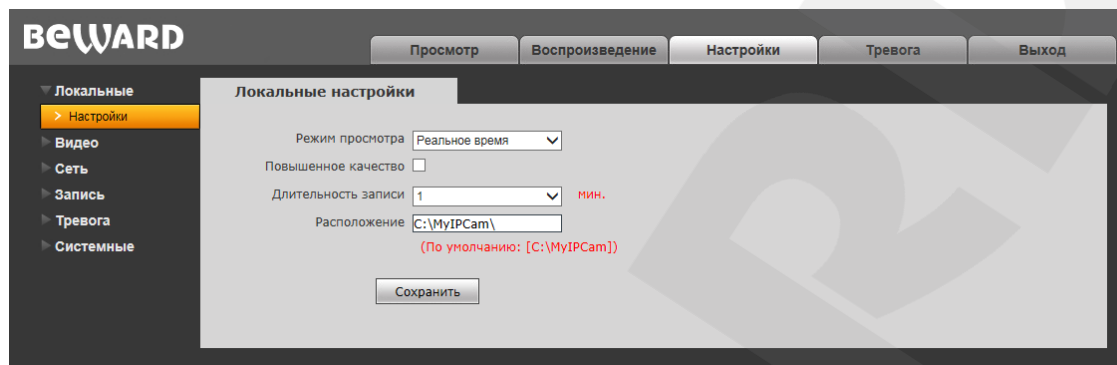 BEWARD
Просмотр Воспроизведение Настройки Тревога Выход
Локальные
> Настройки
Видео
Сеть
Запись
Тревога
Системные
Локальные настройки
Режим просмотра Реальное время
Повышенное качество
Длительность записи 1 мин.
Расположение C:\MyIPCam\
(По умолчанию: [C:\MyIPCam])
Сохранить